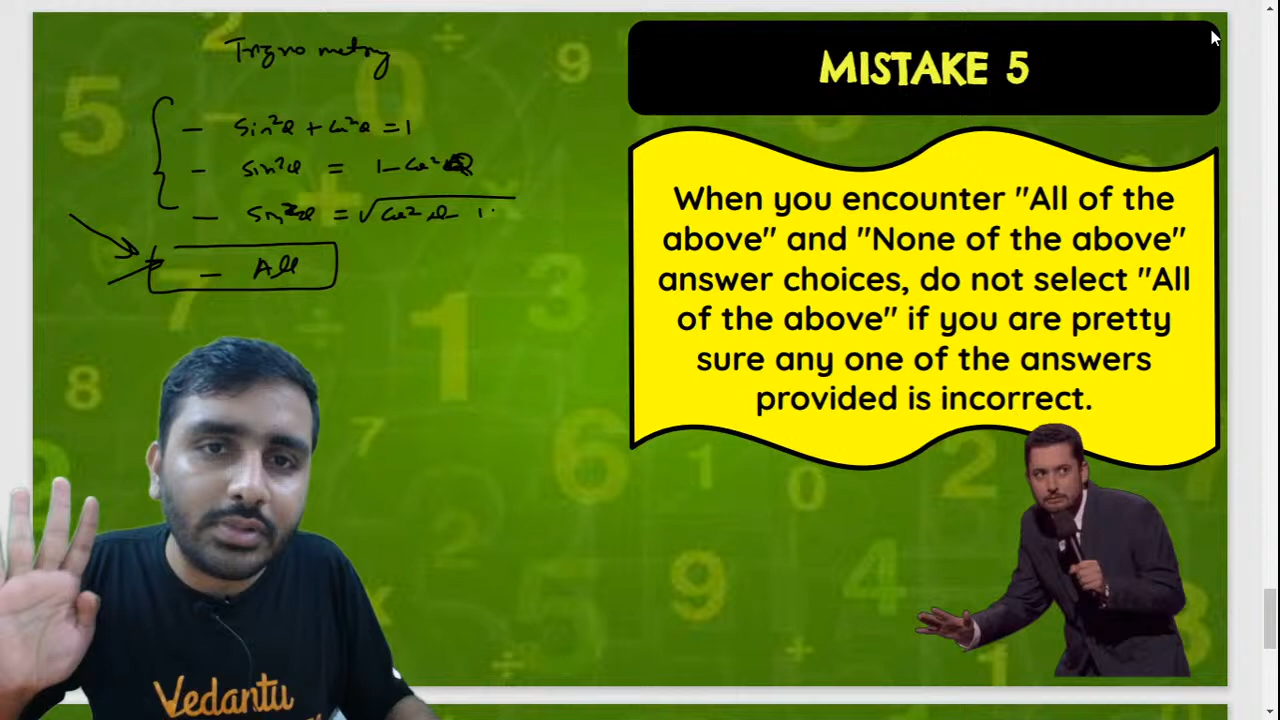 Trigno metry
- Sin²θ + Cos²θ = 1
- Sin²θ = 1 - Cos²θ
- All
MISTAKE 5
When you encounter "All of the
above" and "None of the above"
answer choices, do not select "All
of the above" if you are pretty
sure any one of the answers
provided is incorrect.
Vedantu